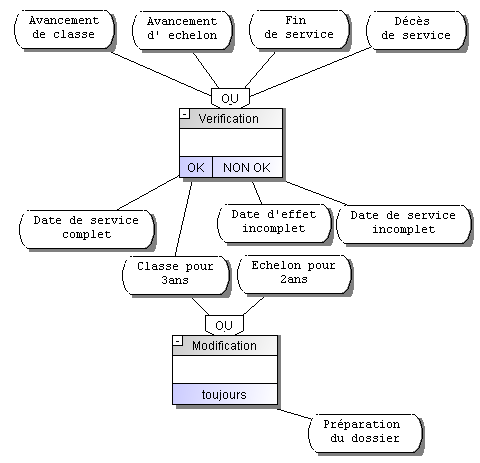 Avancement
de classe
Avancement
d' echelon
Fin
de service
Décès
de service
OU
Verification
OK
NON OK
Date de service
complet
Date d'effet
incomplet
Date de service
incomplet
Classe pour
3ans
Echelon pour
2ans
OU
Modification
toujours
Préparation
du dossier